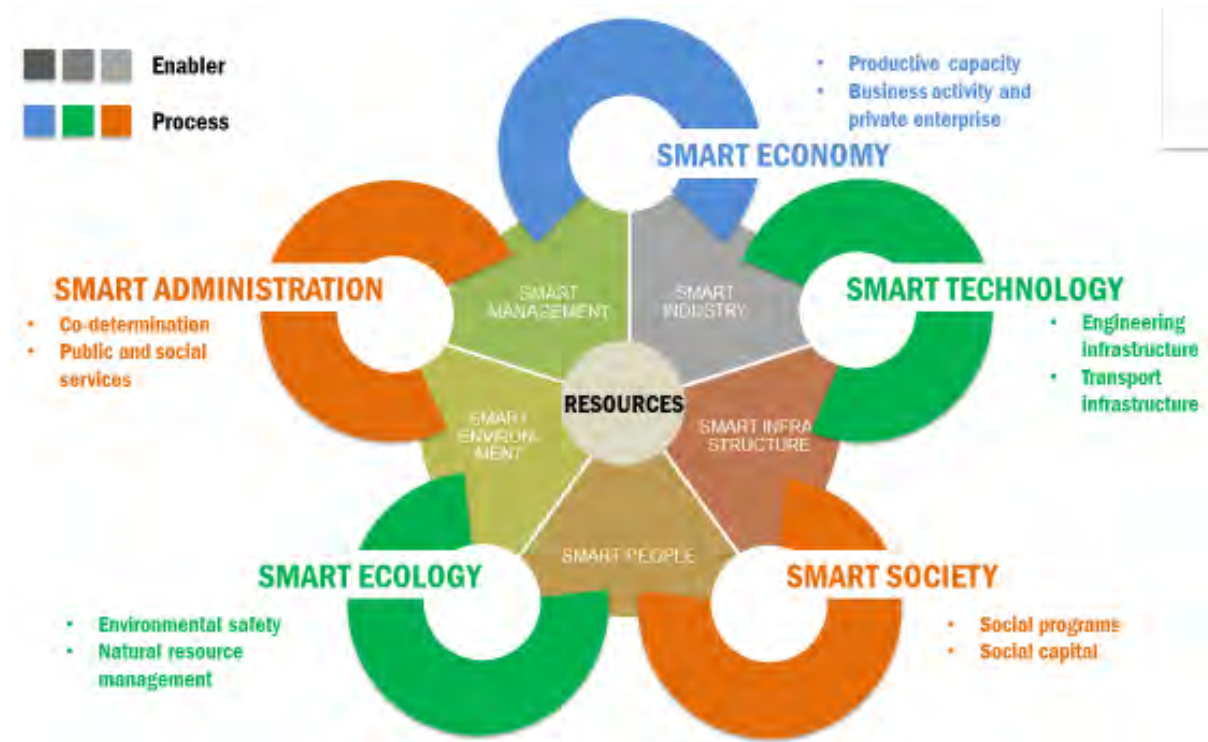 Enabler
Process
• Productive capacity
• Business activity and
private enterprise
SMART ECONOMY
SMART ADMINISTRATION
• Co-determination
• Public and social
services
SMART TECHNOLOGY
• Engineering
infrastructure
• Transport
infrastructure
SMART
MANAGEMENT
SMART
INDUSTRY
RESOURCES
SMART
ENVIRON-
MENT
SMART INFRA
STRUCTURE
SMART PEOPLE
SMART ECOLOGY
• Environmental safety
• Natural resource
management
SMART SOCIETY
• Social programs
• Social capital